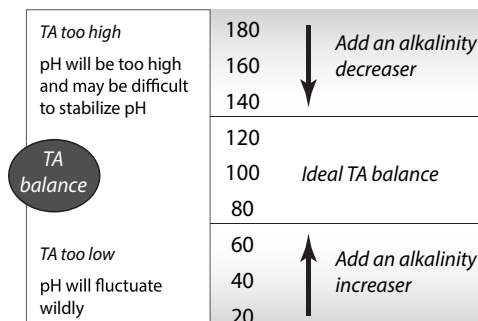 TA too high
pH will be too high
and may be difficult
to stabilize pH
TA
balance
TA too low
pH will fluctuate
wildly
180
160
140
120
100
80
60
40
20
Add an alkalinity
decreaser
Ideal TA balance
Add an alkalinity
increaser